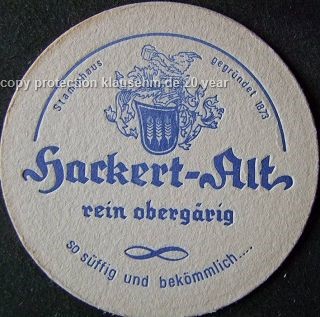 copy protection klausehm.de 20 year
Stammhaus gegründet 1873
Hackert-Alt
rein obergärig
so süffig und bekömmlich....